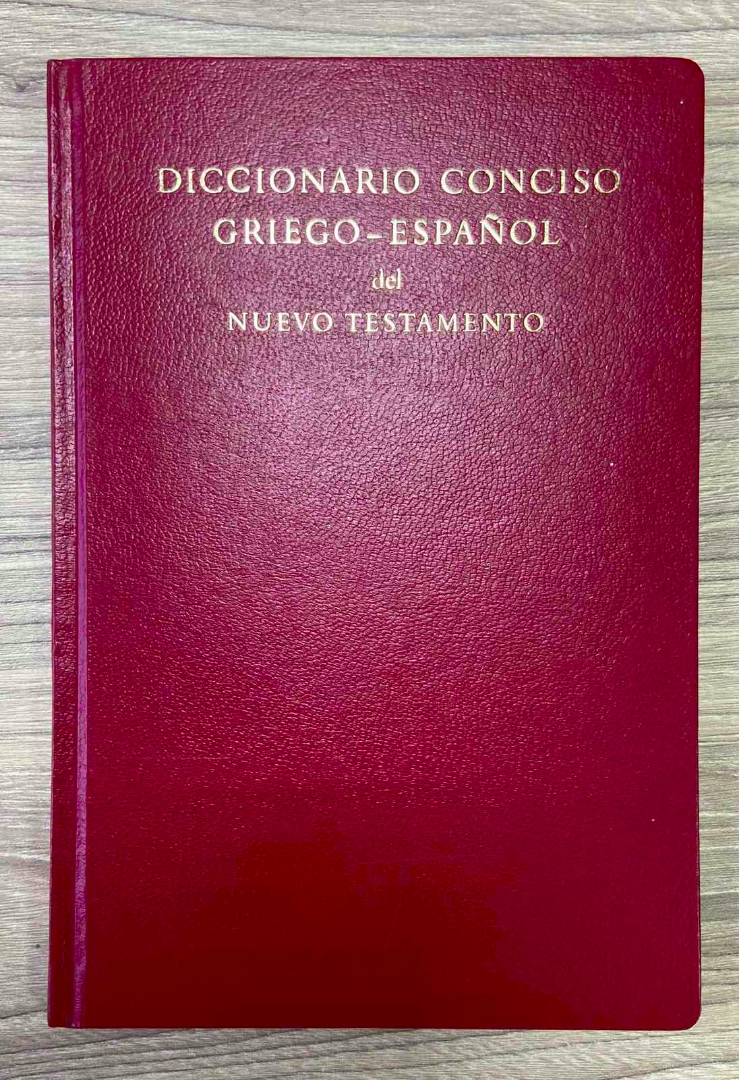 DICCIONARIO CONCISO
GRIEGO–ESPAÑOL
del
NUEVO TESTAMENTO